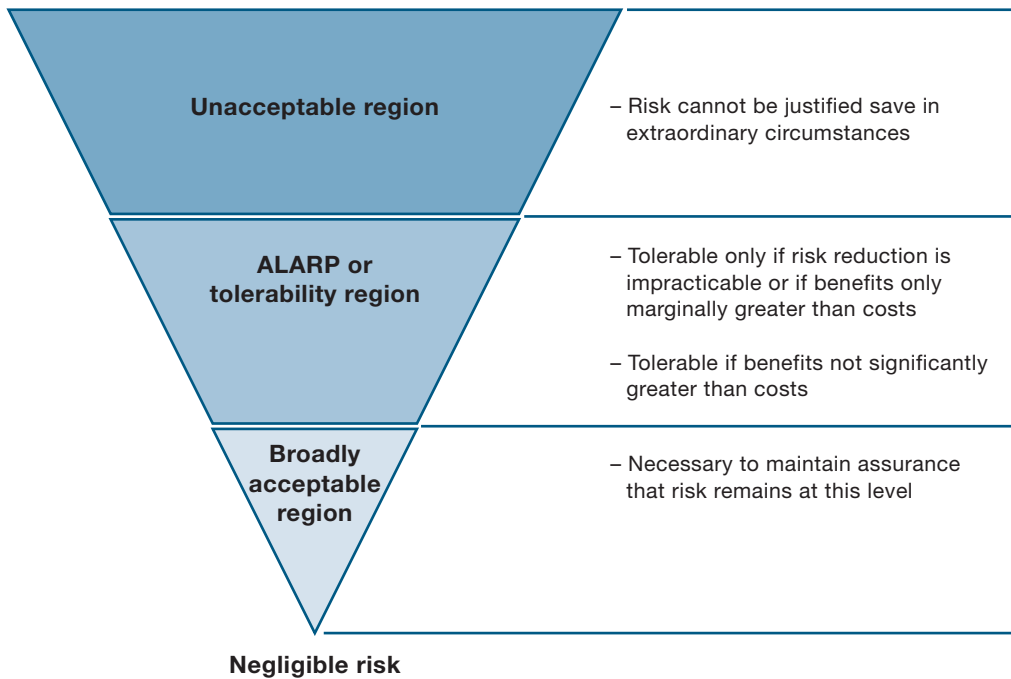 Unacceptable region
– Risk cannot be justified save in
extraordinary circumstances
ALARP or
tolerability region
– Tolerable only if risk reduction is
impracticable or if benefits only
marginally greater than costs
– Tolerable if benefits not significantly
greater than costs
Broadly
acceptable
region
– Necessary to maintain assurance
that risk remains at this level
Negligible risk